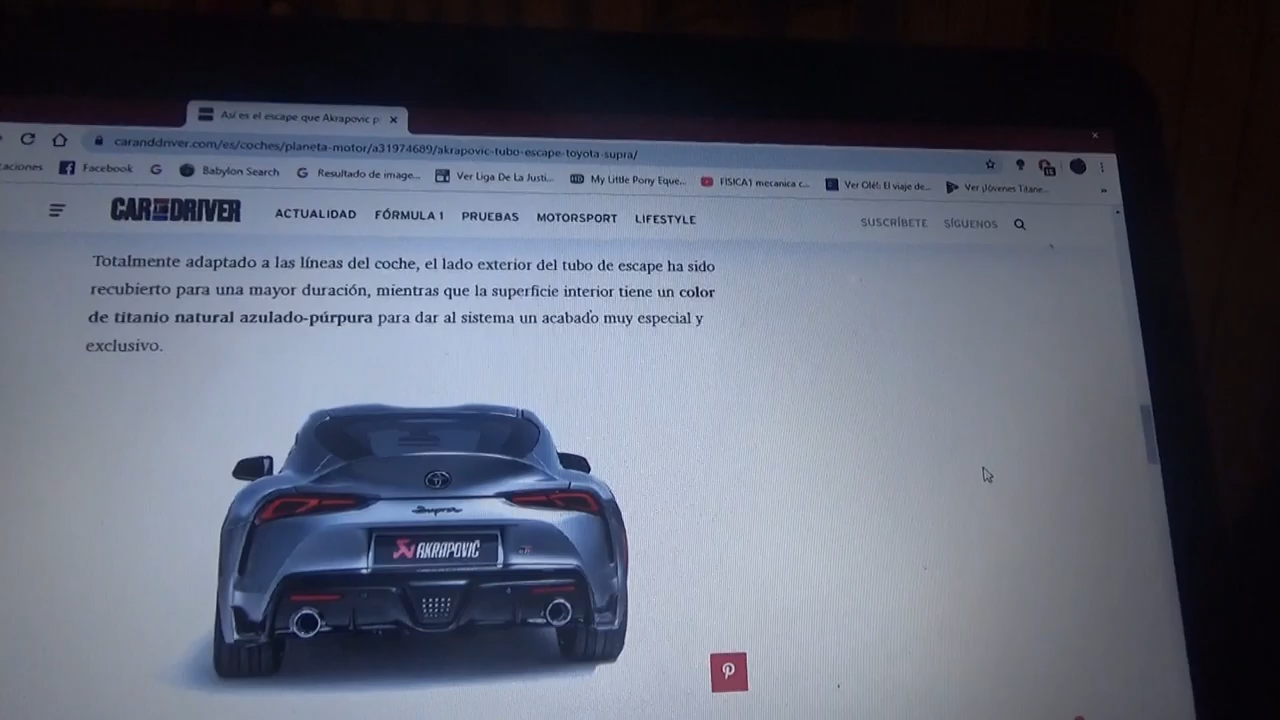 Así es el escape que Akrapovic p
caranddriver.com/es/coches/planeta-motor/a31974689/akrapovic-tubo-escape-toyota-supra/
caciones
Facebook
Babylon Search
Resultado de image...
Ver Liga De La Justi...
My Little Pony Eque...
FISICA1 mecanica c...
Ver Olé!: El viaje de...
Ver ¡Jóvenes Titane...
CAR AND DRIVER
ACTUALIDAD FÓRMULA 1 PRUEBAS MOTORSPORT LIFESTYLE
SUSCRÍBETE SÍGUENOS
Totalmente adaptado a las líneas del coche, el lado exterior del tubo de escape ha sido
recubierto para una mayor duración, mientras que la superficie interior tiene un color
de titanio natural azulado-púrpura para dar al sistema un acabado muy especial y
exclusivo.
Supra
AKRAPOVIČ